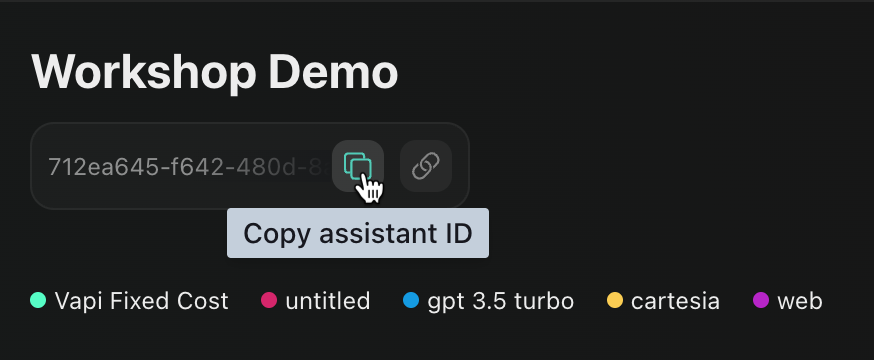 Workshop Demo
712ea645-f642-480d-8
Copy assistant ID
Vapi Fixed Cost untitled gpt 3.5 turbo cartesia web